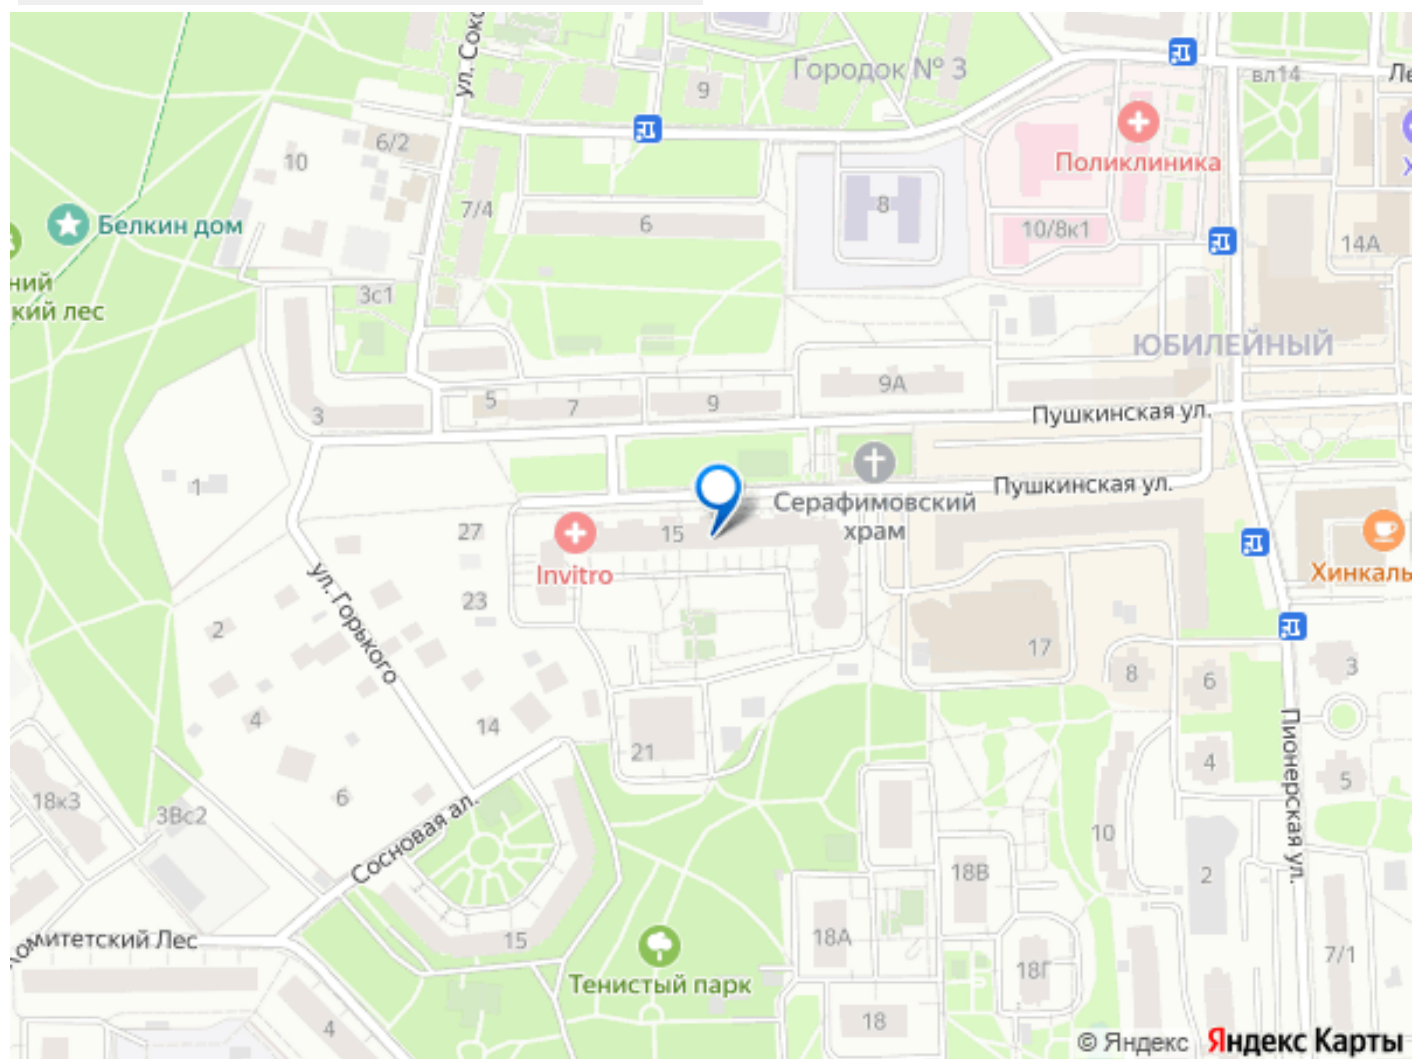 ул. Соко
Городок № 3
9
вл14
Ле
6/2
10
Поликлиника
Х
7/4
8
6
Белкин дом
10/8к1
14А
ний
кий лес
3с1
ЮБИЛЕЙНЫЙ
9А
5
7
9
3
Пушкинская ул.
1
Пушкинская ул.
Серафимовский
храм
27
15
Invitro
Хинкаль
ул. Горького
23
2
17
8
6
3
4
14
21
4
5
Пионерская ул.
6
18к3
3Вс2
Сосновая ал.
10
18В
2
омитетский Лес
15
18А
7/1
18Г
Тенистый парк
4
18
© Яндекс Яндекс Карты